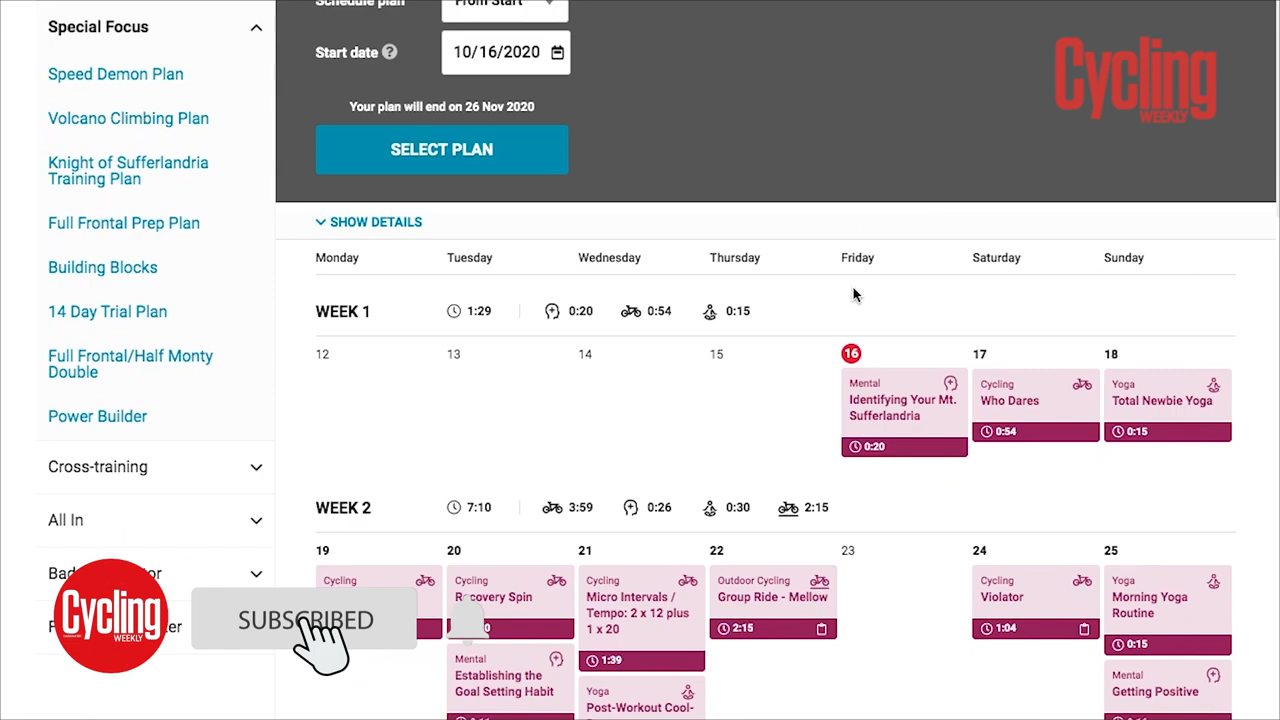 Special Focus
Speed Demon Plan
Volcano Climbing Plan
Knight of Sufferlandria
Training Plan
Full Frontal Prep Plan
Building Blocks
14 Day Trial Plan
Full Frontal/Half Monty
Double
Power Builder
Cross-training
All In
Schedule plan
From Start
Start date ?
10/16/2020
Your plan will end on 26 Nov 2020
SELECT PLAN
Cycling
WEEKLY
SHOW DETAILS
Monday Tuesday Wednesday Thursday Friday Saturday Sunday
WEEK 1 1:29 0:20 0:54 0:15
12 13 14 15 16 17 18
Mental
Identifying Your Mt.
Sufferlandria
0:20
Cycling
Who Dares
0:54
Yoga
Total Newbie Yoga
0:15
WEEK 2 7:10 3:59 0:26 0:30 2:15
19 20 21 22 23 24 25
Cycling
Cycling
Recovery Spin
Mental
Establishing the
Goal Setting Habit
Cycling
Micro Intervals /
Tempo: 2 x 12 plus
1 x 20
1:39
Yoga
Post-Workout Cool-
Outdoor Cycling
Group Ride - Mellow
2:15
Cycling
Violator
1:04
Yoga
Morning Yoga
Routine
0:15
Mental
Getting Positive
Cycling
WEEKLY
SUBSCRIBED